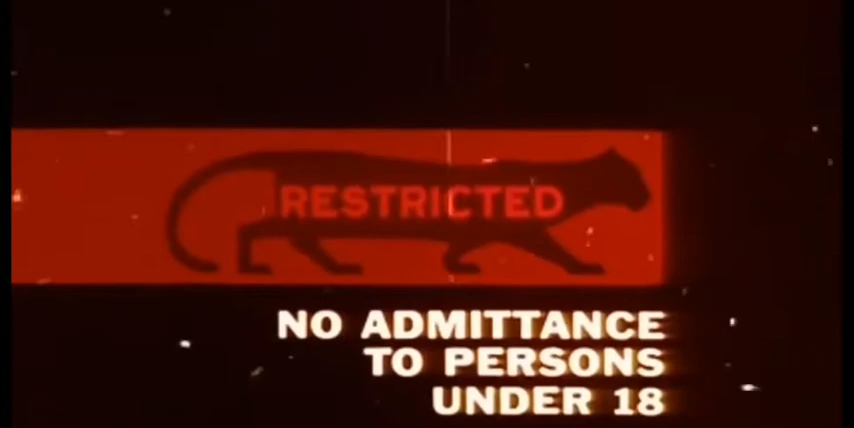 RESTRICTED
NO ADMITTANCE
TO PERSONS
UNDER 18